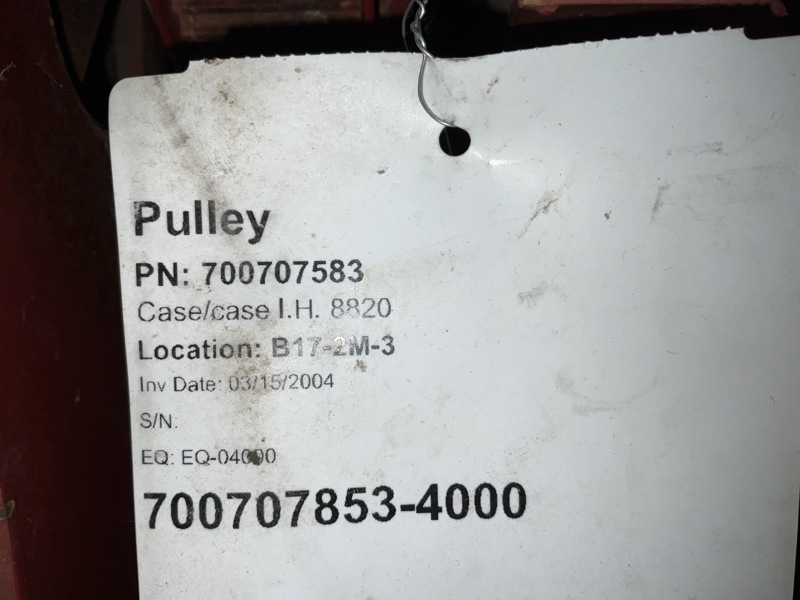 Pulley
PN: 700707583
Case/case I.H. 8820
Location: B17-2M-3
Inv Date: 03/15/2004
S/N:
EQ: EQ-04000
700707853-4000